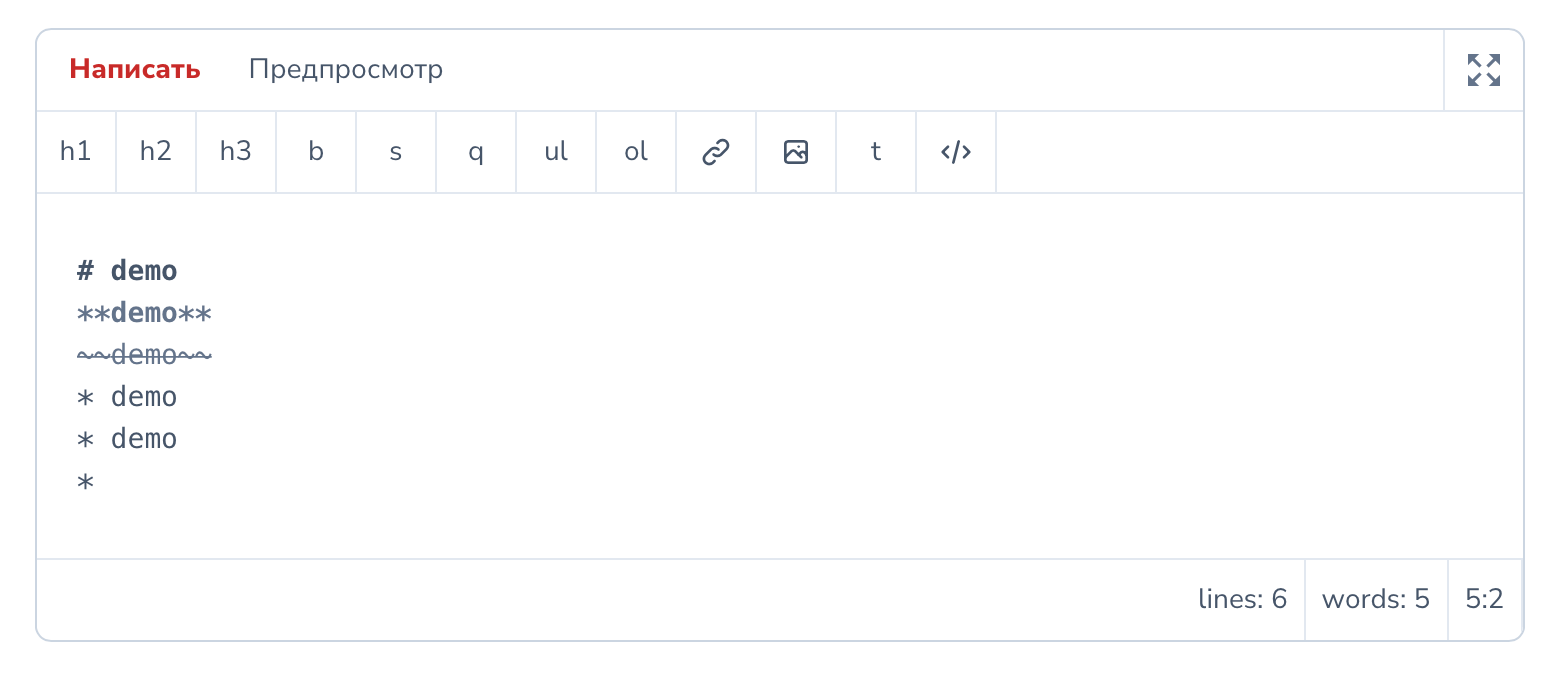 Написать Предпросмотр
h1 h2 h3 b s q ul ol t </>
# demo
**demo**
~~demo~~
* demo
* demo
*
lines: 6 words: 5 5:2